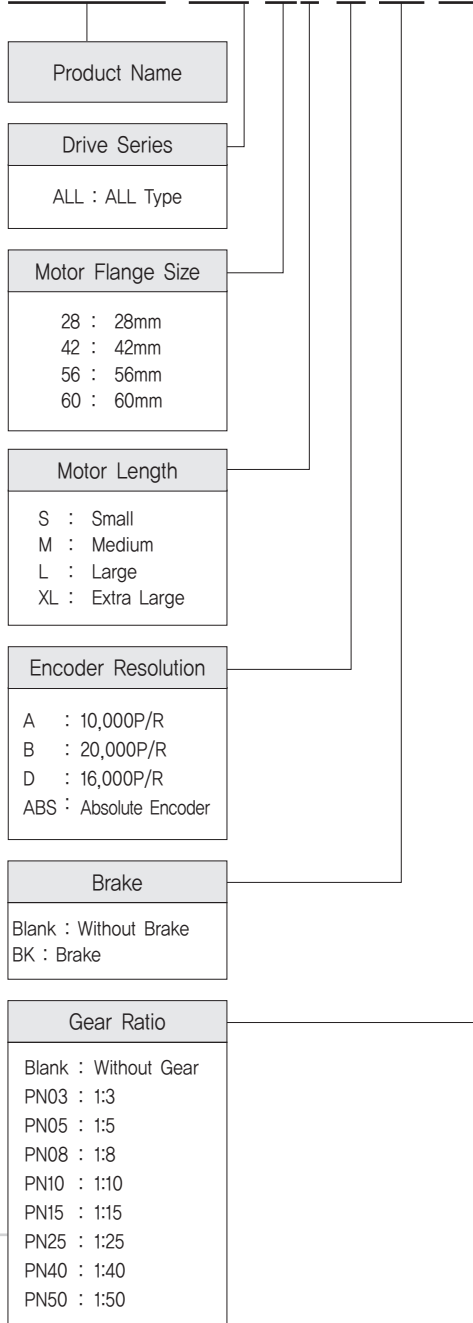 Product Name
Drive Series
ALL : ALL Type
Motor Flange Size
28 : 28mm
42 : 42mm
56 : 56mm
60 : 60mm
Motor Length
S : Small
M : Medium
L : Large
XL : Extra Large
Encoder Resolution
A : 10,000P/R
B : 20,000P/R
D : 16,000P/R
ABS : Absolute Encoder
Brake
Blank : Without Brake
BK : Brake
Gear Ratio
Blank : Without Gear
PN03 : 1:3
PN05 : 1:5
PN08 : 1:8
PN10 : 1:10
PN15 : 1:15
PN25 : 1:25
PN40 : 1:40
PN50 : 1:50